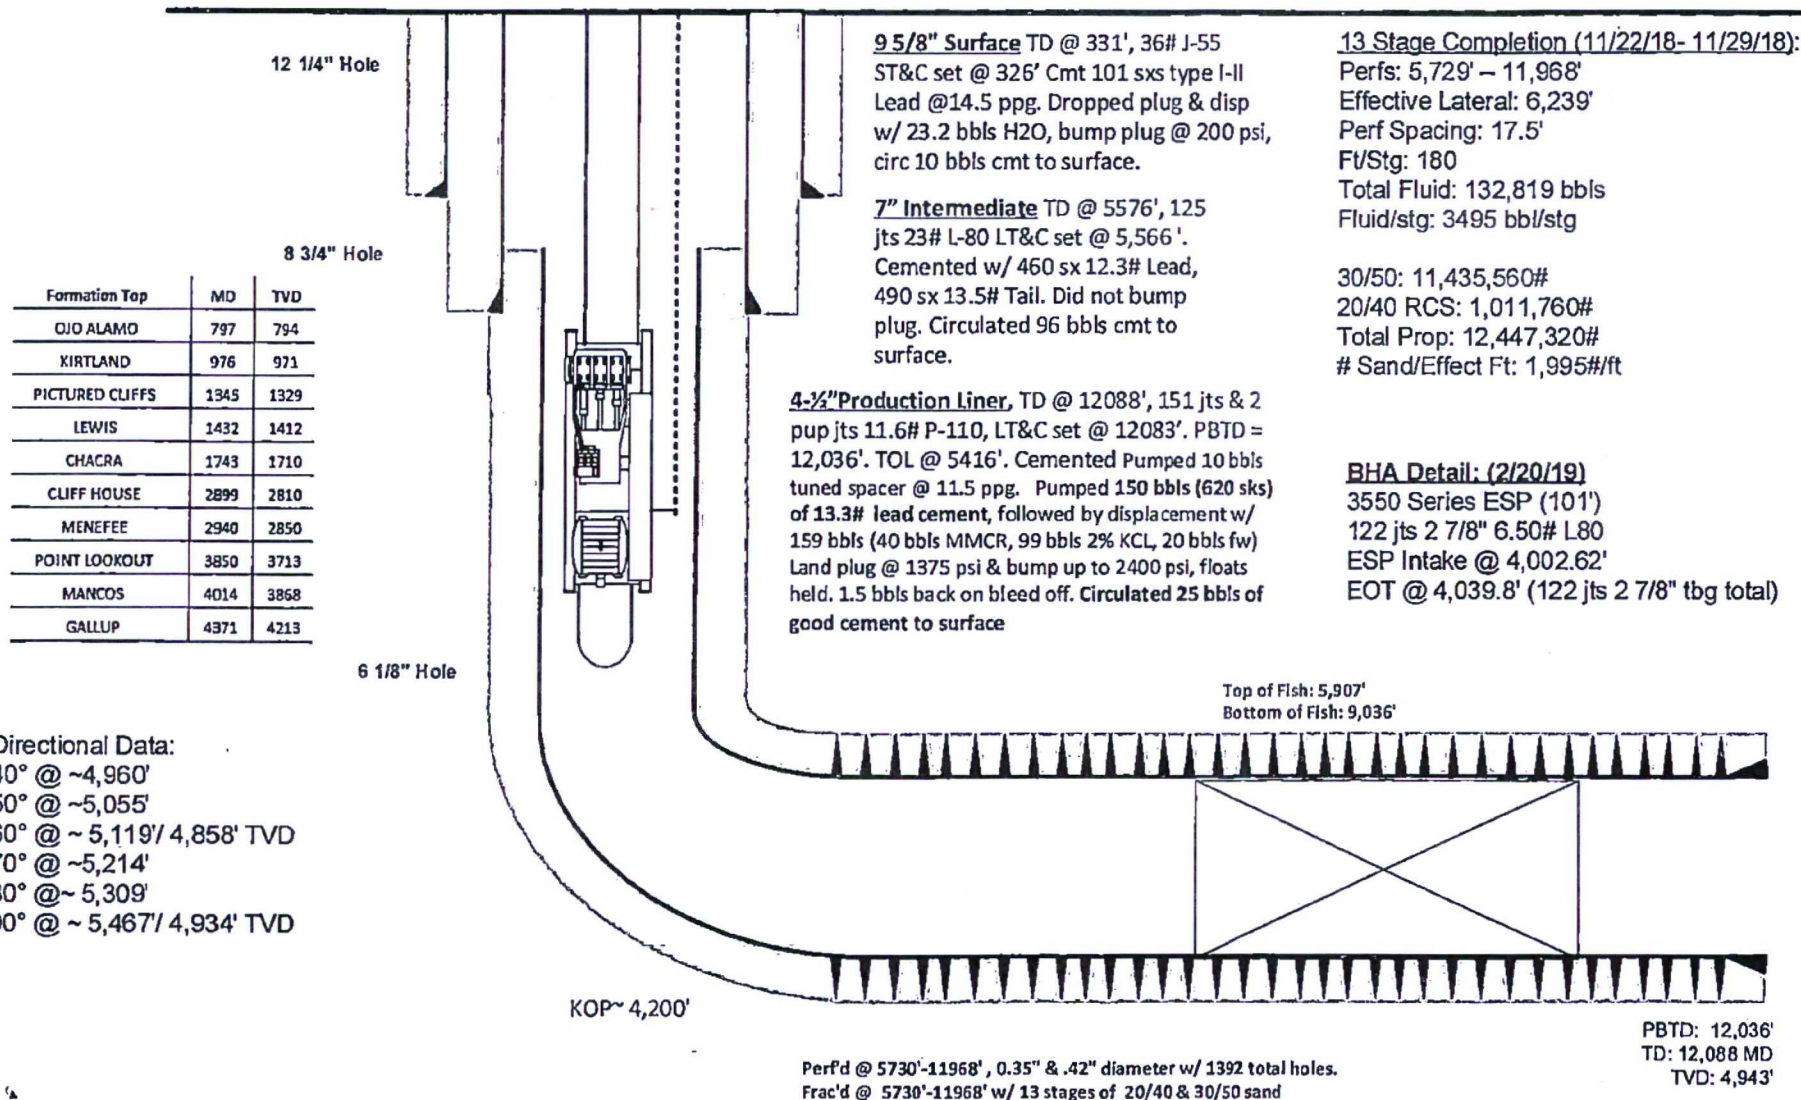 12 1/4" Hole
8 3/4" Hole
Formation Top MD TVD
OJO ALAMO 797 794
KIRTLAND 976 971
PICTURED CLIFFS 1345 1329
LEWIS 1432 1412
CHACRA 1743 1710
CLIFF HOUSE 2899 2810
MENEFEE 2940 2850
POINT LOOKOUT 3850 3713
MANCOS 4014 3868
GALLUP 4371 4213
6 1/8" Hole
Directional Data:
0° @ ~4,960'
0° @ ~5,055'
0° @ ~ 5,119'/ 4,858' TVD
0° @ ~5,214'
0° @~ 5,309'
0° @ ~ 5,467'/ 4,934' TVD
9 5/8" Surface TD @ 331', 36# J-55
ST&C set @ 326' Cmt 101 sxs type I-II
Lead @14.5 ppg. Dropped plug & disp
w/ 23.2 bbls H2O, bump plug @ 200 psi,
circ 10 bbls cmt to surface.
7" Intermediate TD @ 5576', 125
jts 23# L-80 LT&C set @ 5,566 '.
Cemented w/ 460 sx 12.3# Lead,
490 sx 13.5# Tail. Did not bump
plug. Circulated 96 bbls cmt to
surface.
4-½"Production Liner, TD @ 12088', 151 jts & 2
pup jts 11.6# P-110, LT&C set @ 12083'. PBTD =
12,036'. TOL @ 5416'. Cemented Pumped 10 bbls
tuned spacer @ 11.5 ppg. Pumped 150 bbls (620 sks)
of 13.3# lead cement, followed by displacement w/
159 bbls (40 bbls MMCR, 99 bbls 2% KCL, 20 bbls fw)
Land plug @ 1375 psi & bump up to 2400 psi, floats
held. 1.5 bbls back on bleed off. Circulated 25 bbls of
good cement to surface
13 Stage Completion (11/22/18- 11/29/18):
Perfs: 5,729' – 11,968'
Effective Lateral: 6,239'
Perf Spacing: 17.5'
Ft/Stg: 180
Total Fluid: 132,819 bbls
Fluid/stg: 3495 bbl/stg
30/50: 11,435,560#
20/40 RCS: 1,011,760#
Total Prop: 12,447,320#
# Sand/Effect Ft: 1,995#/ft
BHA Detail: (2/20/19)
3550 Series ESP (101')
122 jts 2 7/8" 6.50# L80
ESP Intake @ 4,002.62'
EOT @ 4,039.8' (122 jts 2 7/8" tbg total)
Top of Fish: 5,907'
Bottom of Fish: 9,036'
KOP~ 4,200'
PBTD: 12,036'
TD: 12,088 MD
TVD: 4,943'
Perf'd @ 5730'-11968' , 0.35" & .42" diameter w/ 1392 total holes.
Frac'd @ 5730'-11968' w/ 13 stages of 20/40 & 30/50 sand